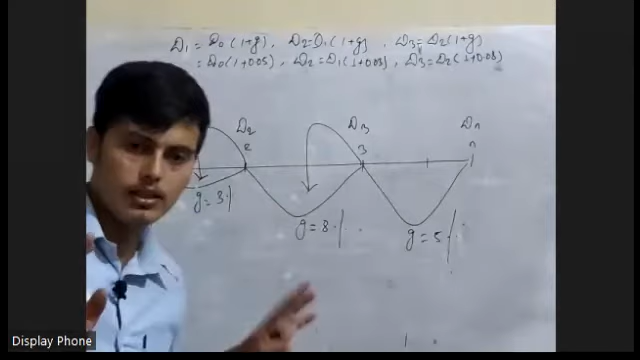 D₁ = D₀(1+g), D₂=D₁(1+g), D₃=D₂(1+g)
= D₀(1+0.05), D₂=D₁(1+0.03), D₃=D₂(1+0.08)
D₂ D₃ Dn
2 3 n
g=3%
g=8%
g=5%
Display Phone